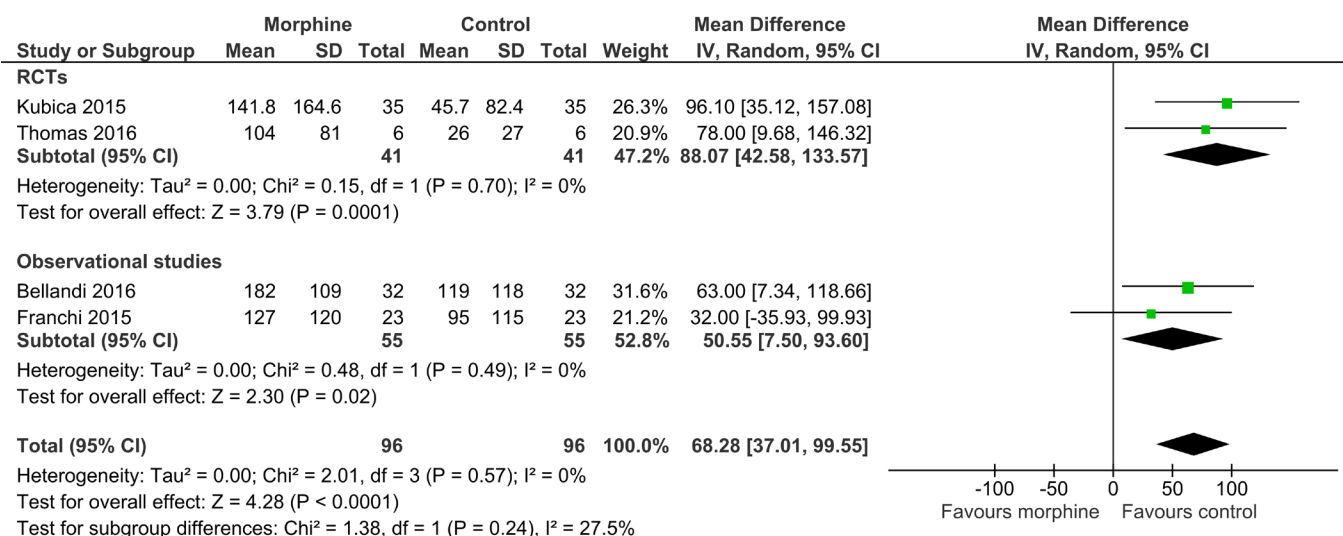 Morphine Control Mean Difference Mean Difference
Study or Subgroup Mean SD Total Mean SD Total Weight IV, Random, 95% CI IV, Random, 95% CI
RCTs
Kubica 2015 141.8 164.6 35 45.7 82.4 35 26.3% 96.10 [35.12, 157.08]
Thomas 2016 104 81 6 26 27 6 20.9% 78.00 [9.68, 146.32]
Subtotal (95% CI) 41 41 47.2% 88.07 [42.58, 133.57]
Heterogeneity: Tau² = 0.00; Chi² = 0.15, df = 1 (P = 0.70); I² = 0%
Test for overall effect: Z = 3.79 (P = 0.0001)
Observational studies
Bellandi 2016 182 109 32 119 118 32 31.6% 63.00 [7.34, 118.66]
Franchi 2015 127 120 23 95 115 23 21.2% 32.00 [-35.93, 99.93]
Subtotal (95% CI) 55 55 52.8% 50.55 [7.50, 93.60]
Heterogeneity: Tau² = 0.00; Chi² = 0.48, df = 1 (P = 0.49); I² = 0%
Test for overall effect: Z = 2.30 (P = 0.02)
Total (95% CI) 96 96 100.0% 68.28 [37.01, 99.55]
Heterogeneity: Tau² = 0.00; Chi² = 2.01, df = 3 (P = 0.57); I² = 0%
Test for overall effect: Z = 4.28 (P < 0.0001)
Test for subgroup differences: Chi² = 1.38, df = 1 (P = 0.24), I² = 27.5%
-100 -50 0 50 100
Favours morphine Favours control